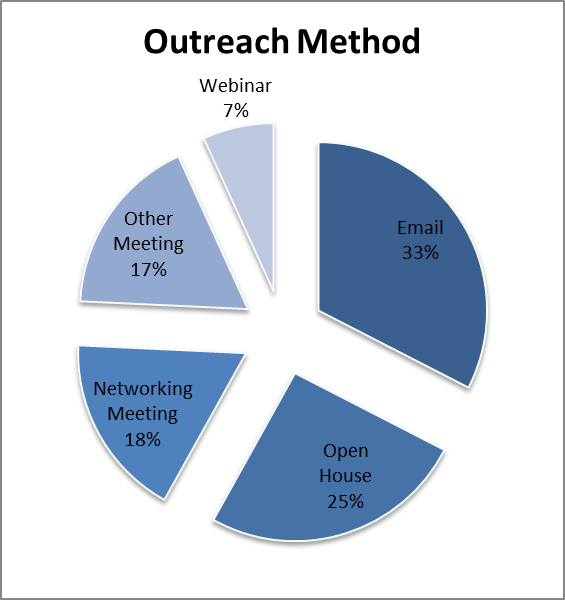 Outreach Method
Webinar
7%
Email
33%
Other
Meeting
17%
Networking
Meeting
18%
Open
House
25%